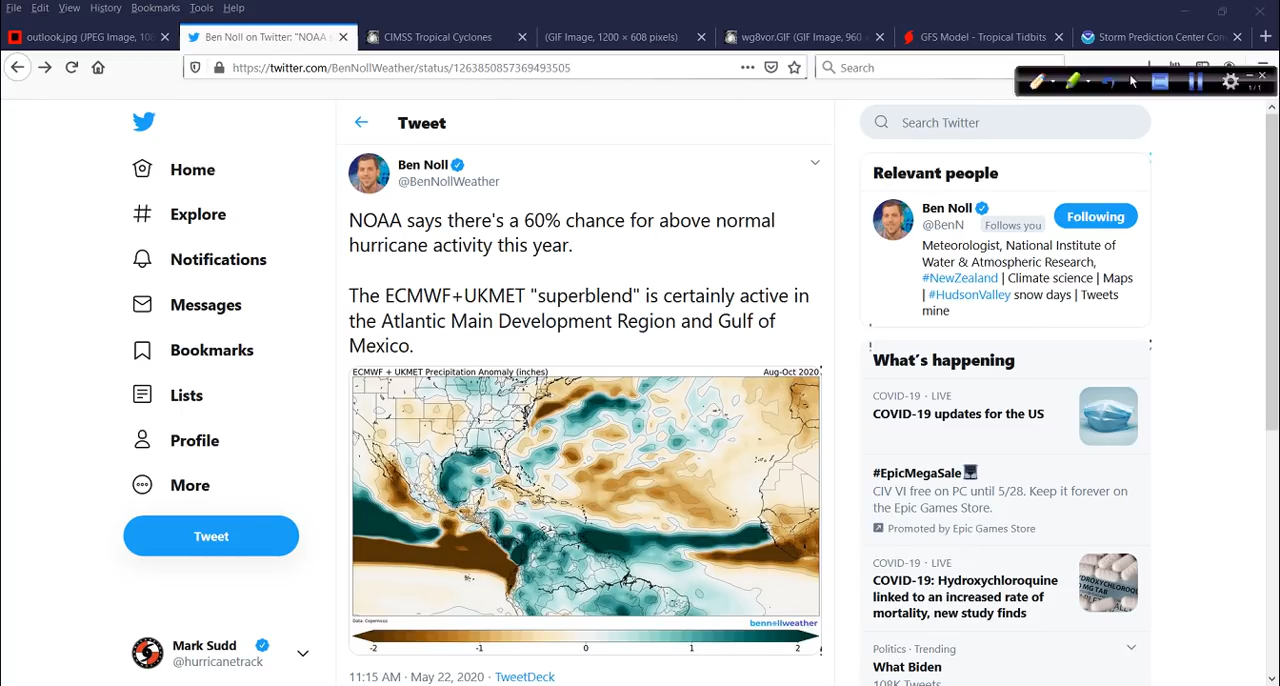 File Edit View History Bookmarks Tools Help
outlook.jpg (JPEG Image, 108
Ben Noll on Twitter: "NOAA s
CIMSS Tropical Cyclones
(GIF Image, 1200 × 608 pixels)
wg8vor.GIF (GIF Image, 960 ×
GFS Model - Tropical Tidbits
Storm Prediction Center Con
https://twitter.com/BenNollWeather/status/1263850857369493505
Search
1/1
Home
Explore
Notifications
Messages
Bookmarks
Lists
Profile
More
Tweet
Mark Sudd
@hurricanetrack
Tweet
Ben Noll
@BenNollWeather
NOAA says there's a 60% chance for above normal
hurricane activity this year.
The ECMWF+UKMET "superblend" is certainly active in
the Atlantic Main Development Region and Gulf of
Mexico.
ECMWF + UKMET Precipitation Anomaly (inches) Aug-Oct 2020
Data: Copernicus
bennollweather
-2 -1 0 1 2
11:15 AM · May 22, 2020 · TweetDeck
Search Twitter
Relevant people
Ben Noll
@BenN Follows you
Following
Meteorologist, National Institute of
Water & Atmospheric Research,
#NewZealand | Climate science | Maps
| #HudsonValley snow days | Tweets
mine
What's happening
COVID-19 · LIVE
COVID-19 updates for the US
#EpicMegaSale
CIV VI free on PC until 5/28. Keep it forever on
the Epic Games Store.
Promoted by Epic Games Store
COVID-19 · LIVE
COVID-19: Hydroxychloroquine
linked to an increased rate of
mortality, new study finds
Politics · Trending
What Biden
108K Tweets